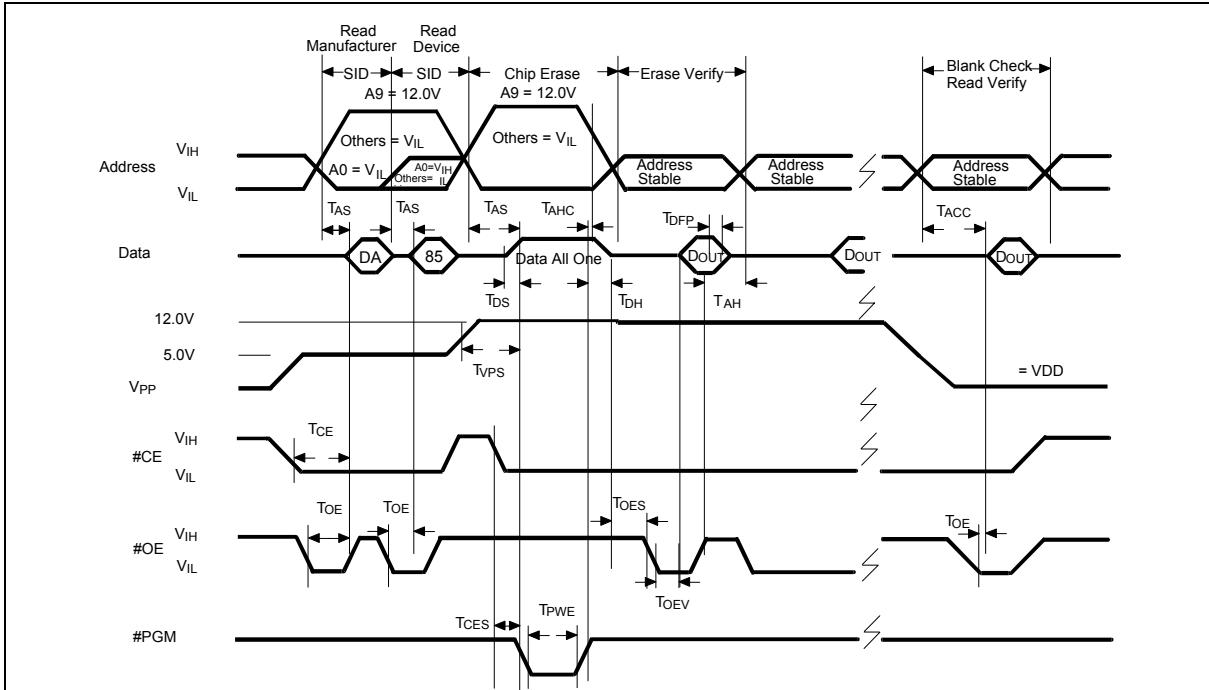 Read
Manufacturer
Read
Device
SID
SID
Chip Erase
Erase Verify
Blank Check
Read Verify
A9 = 12.0V
A9 = 12.0V
Others = VIL
Others = VIL
Address
VIH
VIL
A0 = VIL
A0=VIH
Others= IL
Address
Stable
Address
Stable
Address
Stable
TAS
TAS
TAS
TAHC
TDFP
TACC
Data
DA
85
Data All One
DOUT
DOUT
DOUT
TDS
TDH
TAH
12.0V
5.0V
VPP
TVPS
= VDD
#CE
VIH
VIL
TCE
#OE
VIH
VIL
TOE
TOE
TOES
TOE
TOEV
#PGM
TCES
TPWE